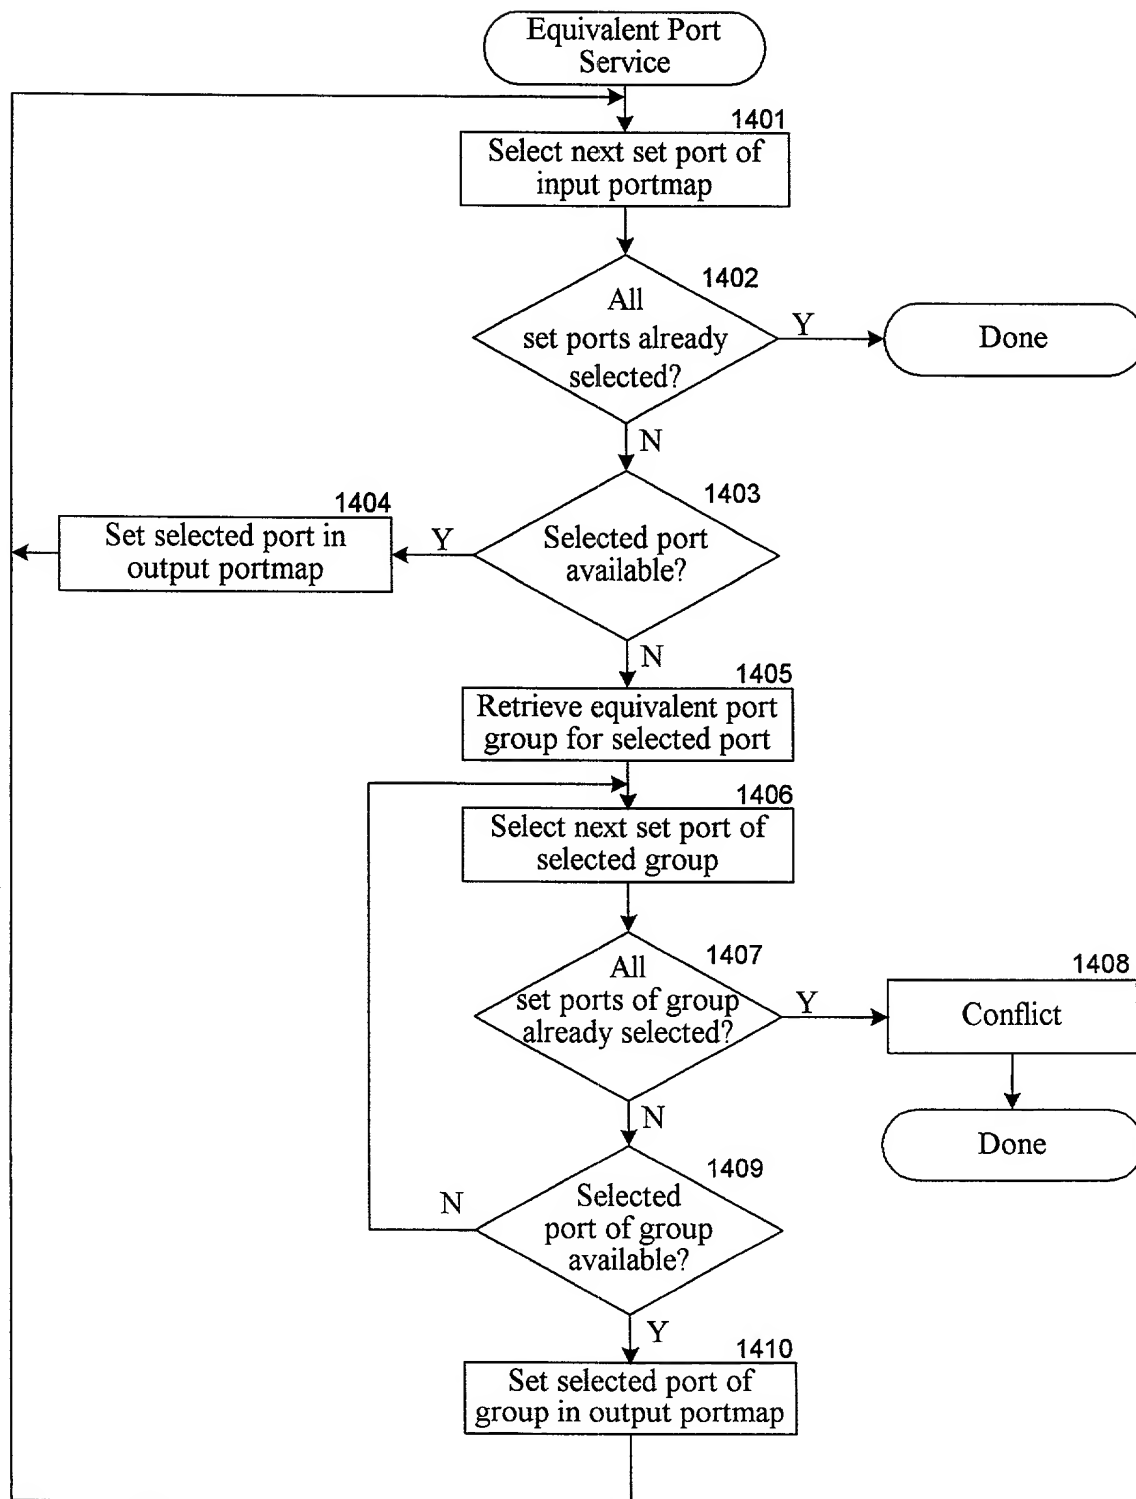 Equivalent Port
Service
1401
Select next set port of
input portmap
1402
All
set ports already
selected?
Y
Done
N
1403
Selected port
available?
Y
1404
Set selected port in
output portmap
N
1405
Retrieve equivalent port
group for selected port
1406
Select next set port of
selected group
1407
All
set ports of group
already selected?
Y
1408
Conflict
Done
N
1409
Selected
port of group
available?
N
Y
1410
Set selected port of
group in output portmap